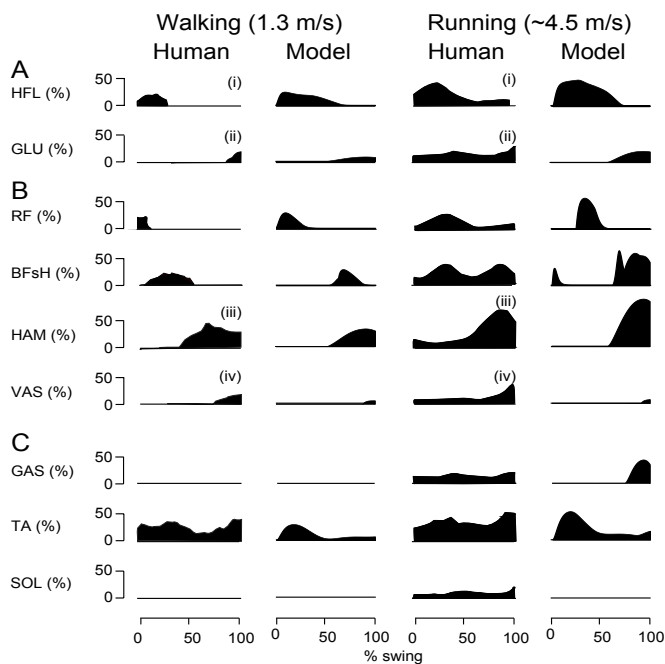 Walking (1.3 m/s) Running (~4.5 m/s)
Human Model Human Model
A
HFL (%) 50 0 (i) (i)
GLU (%) 50 0 (ii) (ii)
B
RF (%) 50 0
BFsH (%) 50 0
HAM (%) 50 0 (iii) (iii)
VAS (%) 50 0 (iv) (iv)
C
GAS (%) 50 0
TA (%) 50 0
SOL (%) 50 0
0 50 100 0 50 100 0 50 100 0 50 100
% swing